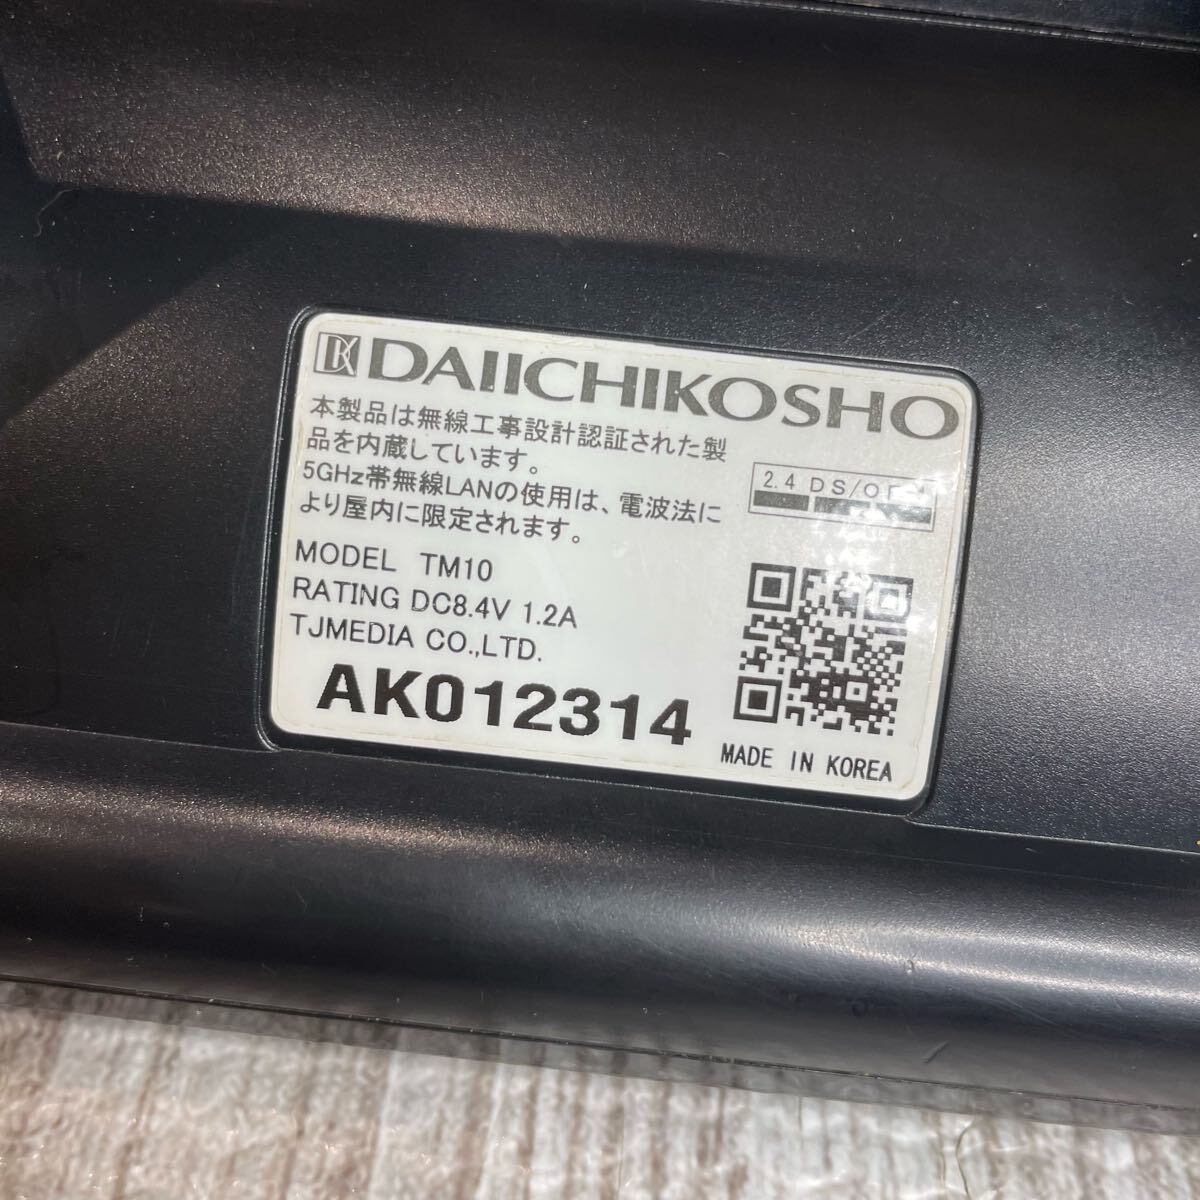 DK DAIICHIKOSHO
本製品は無線工事設計認証された製
品を内蔵しています。
5GHz帯無線LANの使用は、電波法に
より屋内に限定されます。
2.4 DS/OF
MODEL TM10
RATING DC8.4V 1.2A
TJMEDIA CO.,LTD.
AK012314
MADE IN KOREA